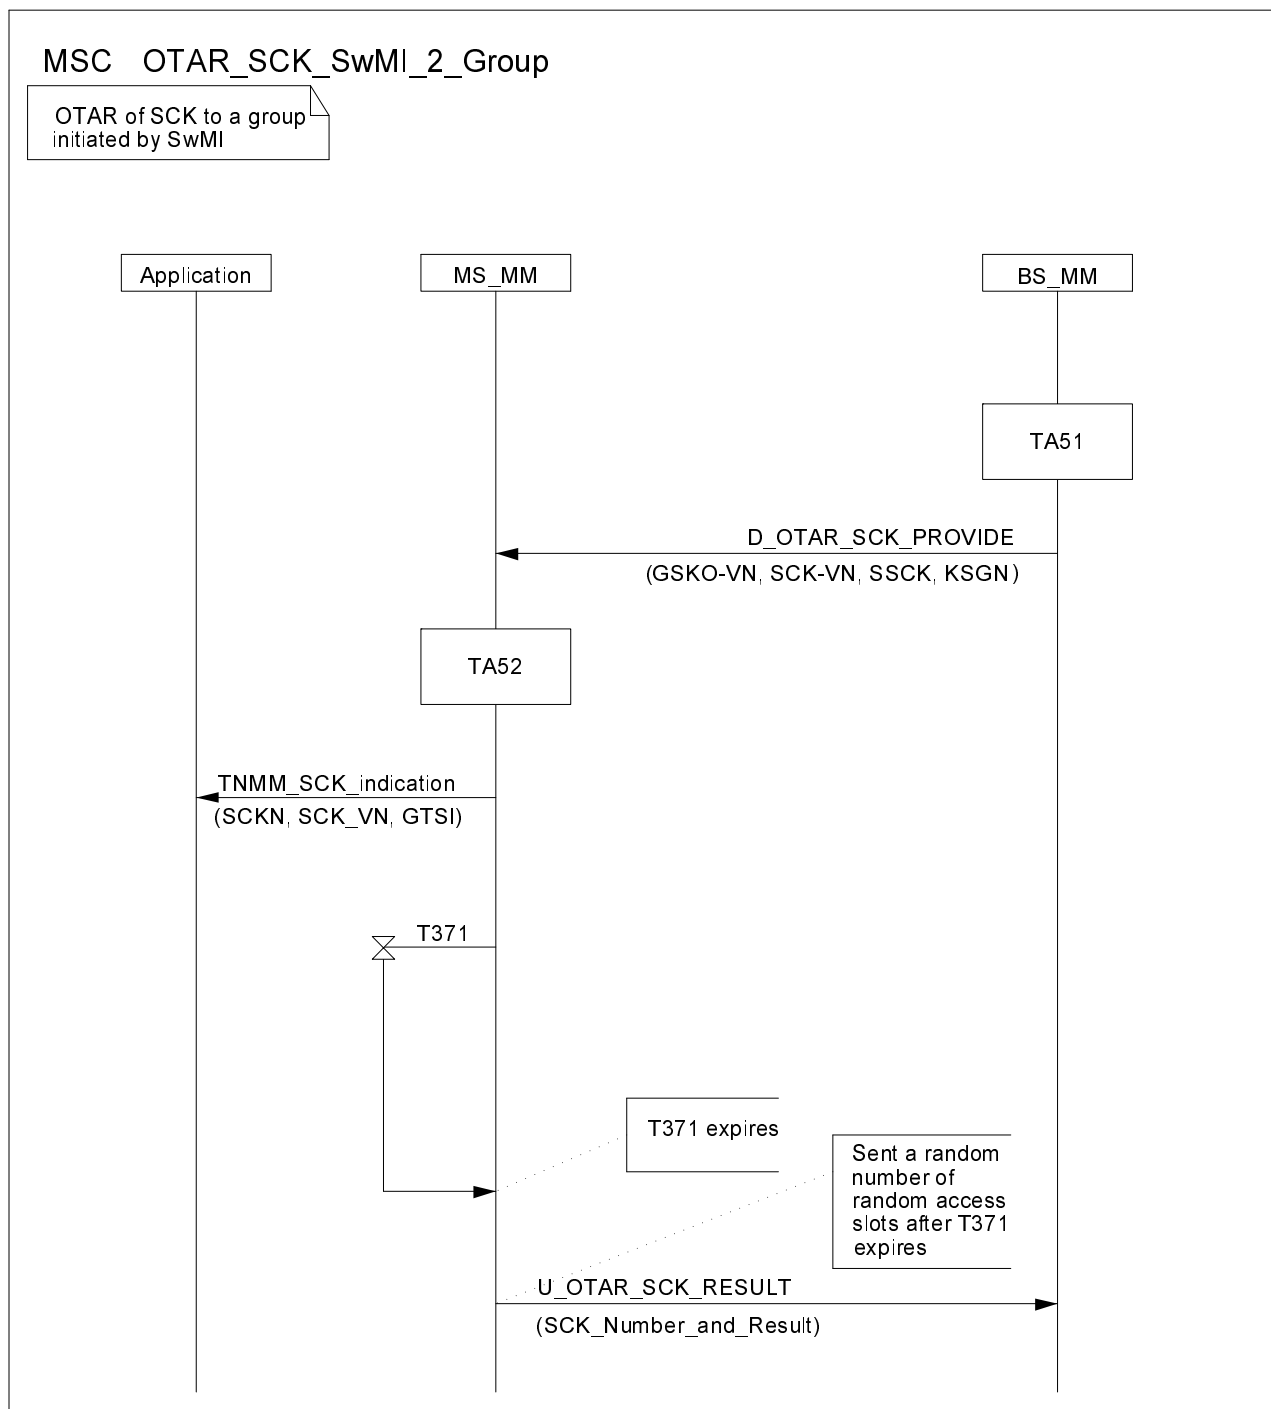 MSC OTAR_SCK_SwMI_2_Group
OTAR of SCK to a group
initiated by SwMI
Application
MS_MM
BS_MM
TA51
D_OTAR_SCK_PROVIDE
(GSKO-VN, SCK-VN, SSCK, KSGN)
TA52
TNMM_SCK_indication
(SCKN, SCK_VN, GTSI)
T371
T371 expires
Sent a random
number of
random access
slots after T371
expires
U_OTAR_SCK_RESULT
(SCK_Number_and_Result)